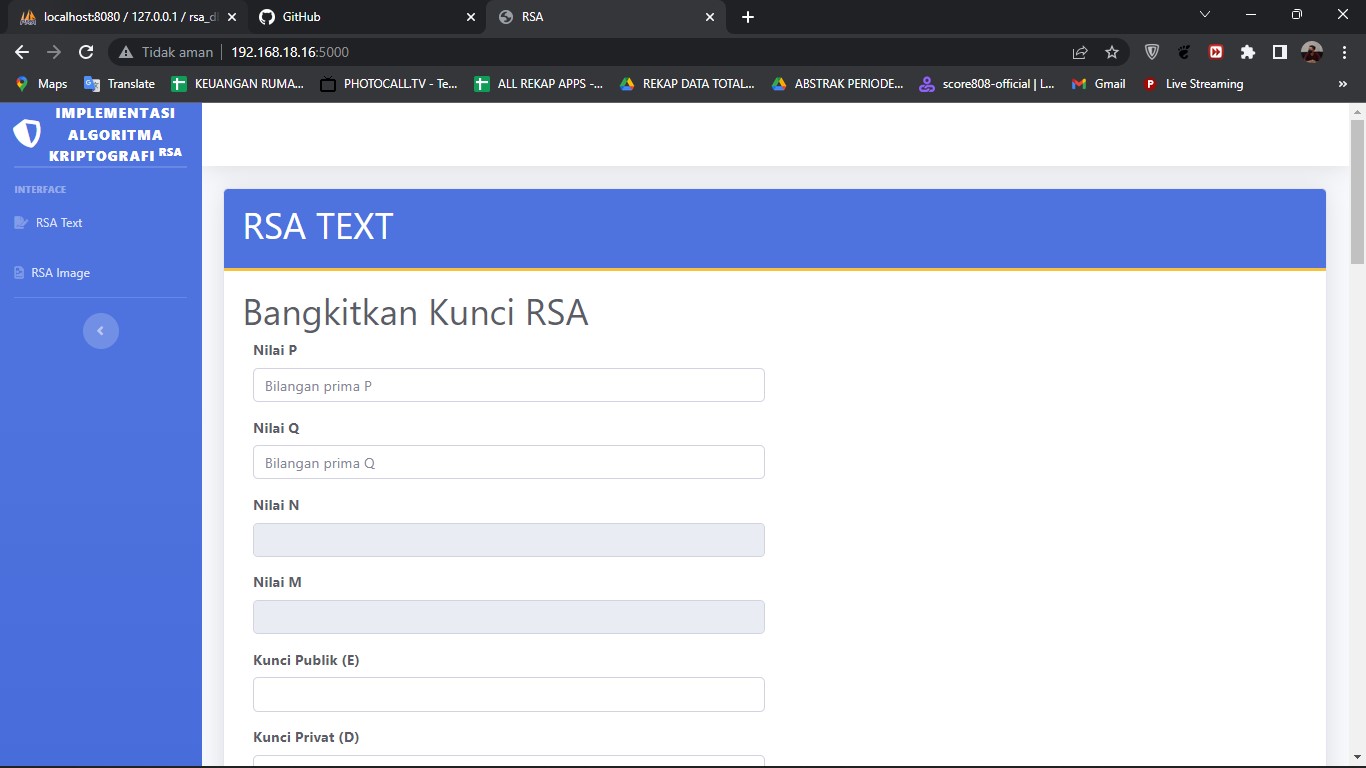 localhost:8080 / 127.0.0.1 / rsa_d
GitHub
RSA
Tidak aman
192.168.18.16:5000
Maps
Translate
KEUANGAN RUMA...
PHOTOCALL.TV - Te...
ALL REKAP APPS -...
REKAP DATA TOTAL...
ABSTRAK PERIODE...
score808-official | L...
Gmail
Live Streaming
IMPLEMENTASI
ALGORITMA
KRIPTOGRAFI RSA
INTERFACE
RSA Text
RSA Image
RSA TEXT
Bangkitkan Kunci RSA
Nilai P
Bilangan prima P
Nilai Q
Bilangan prima Q
Nilai N
Nilai M
Kunci Publik (E)
Kunci Privat (D)